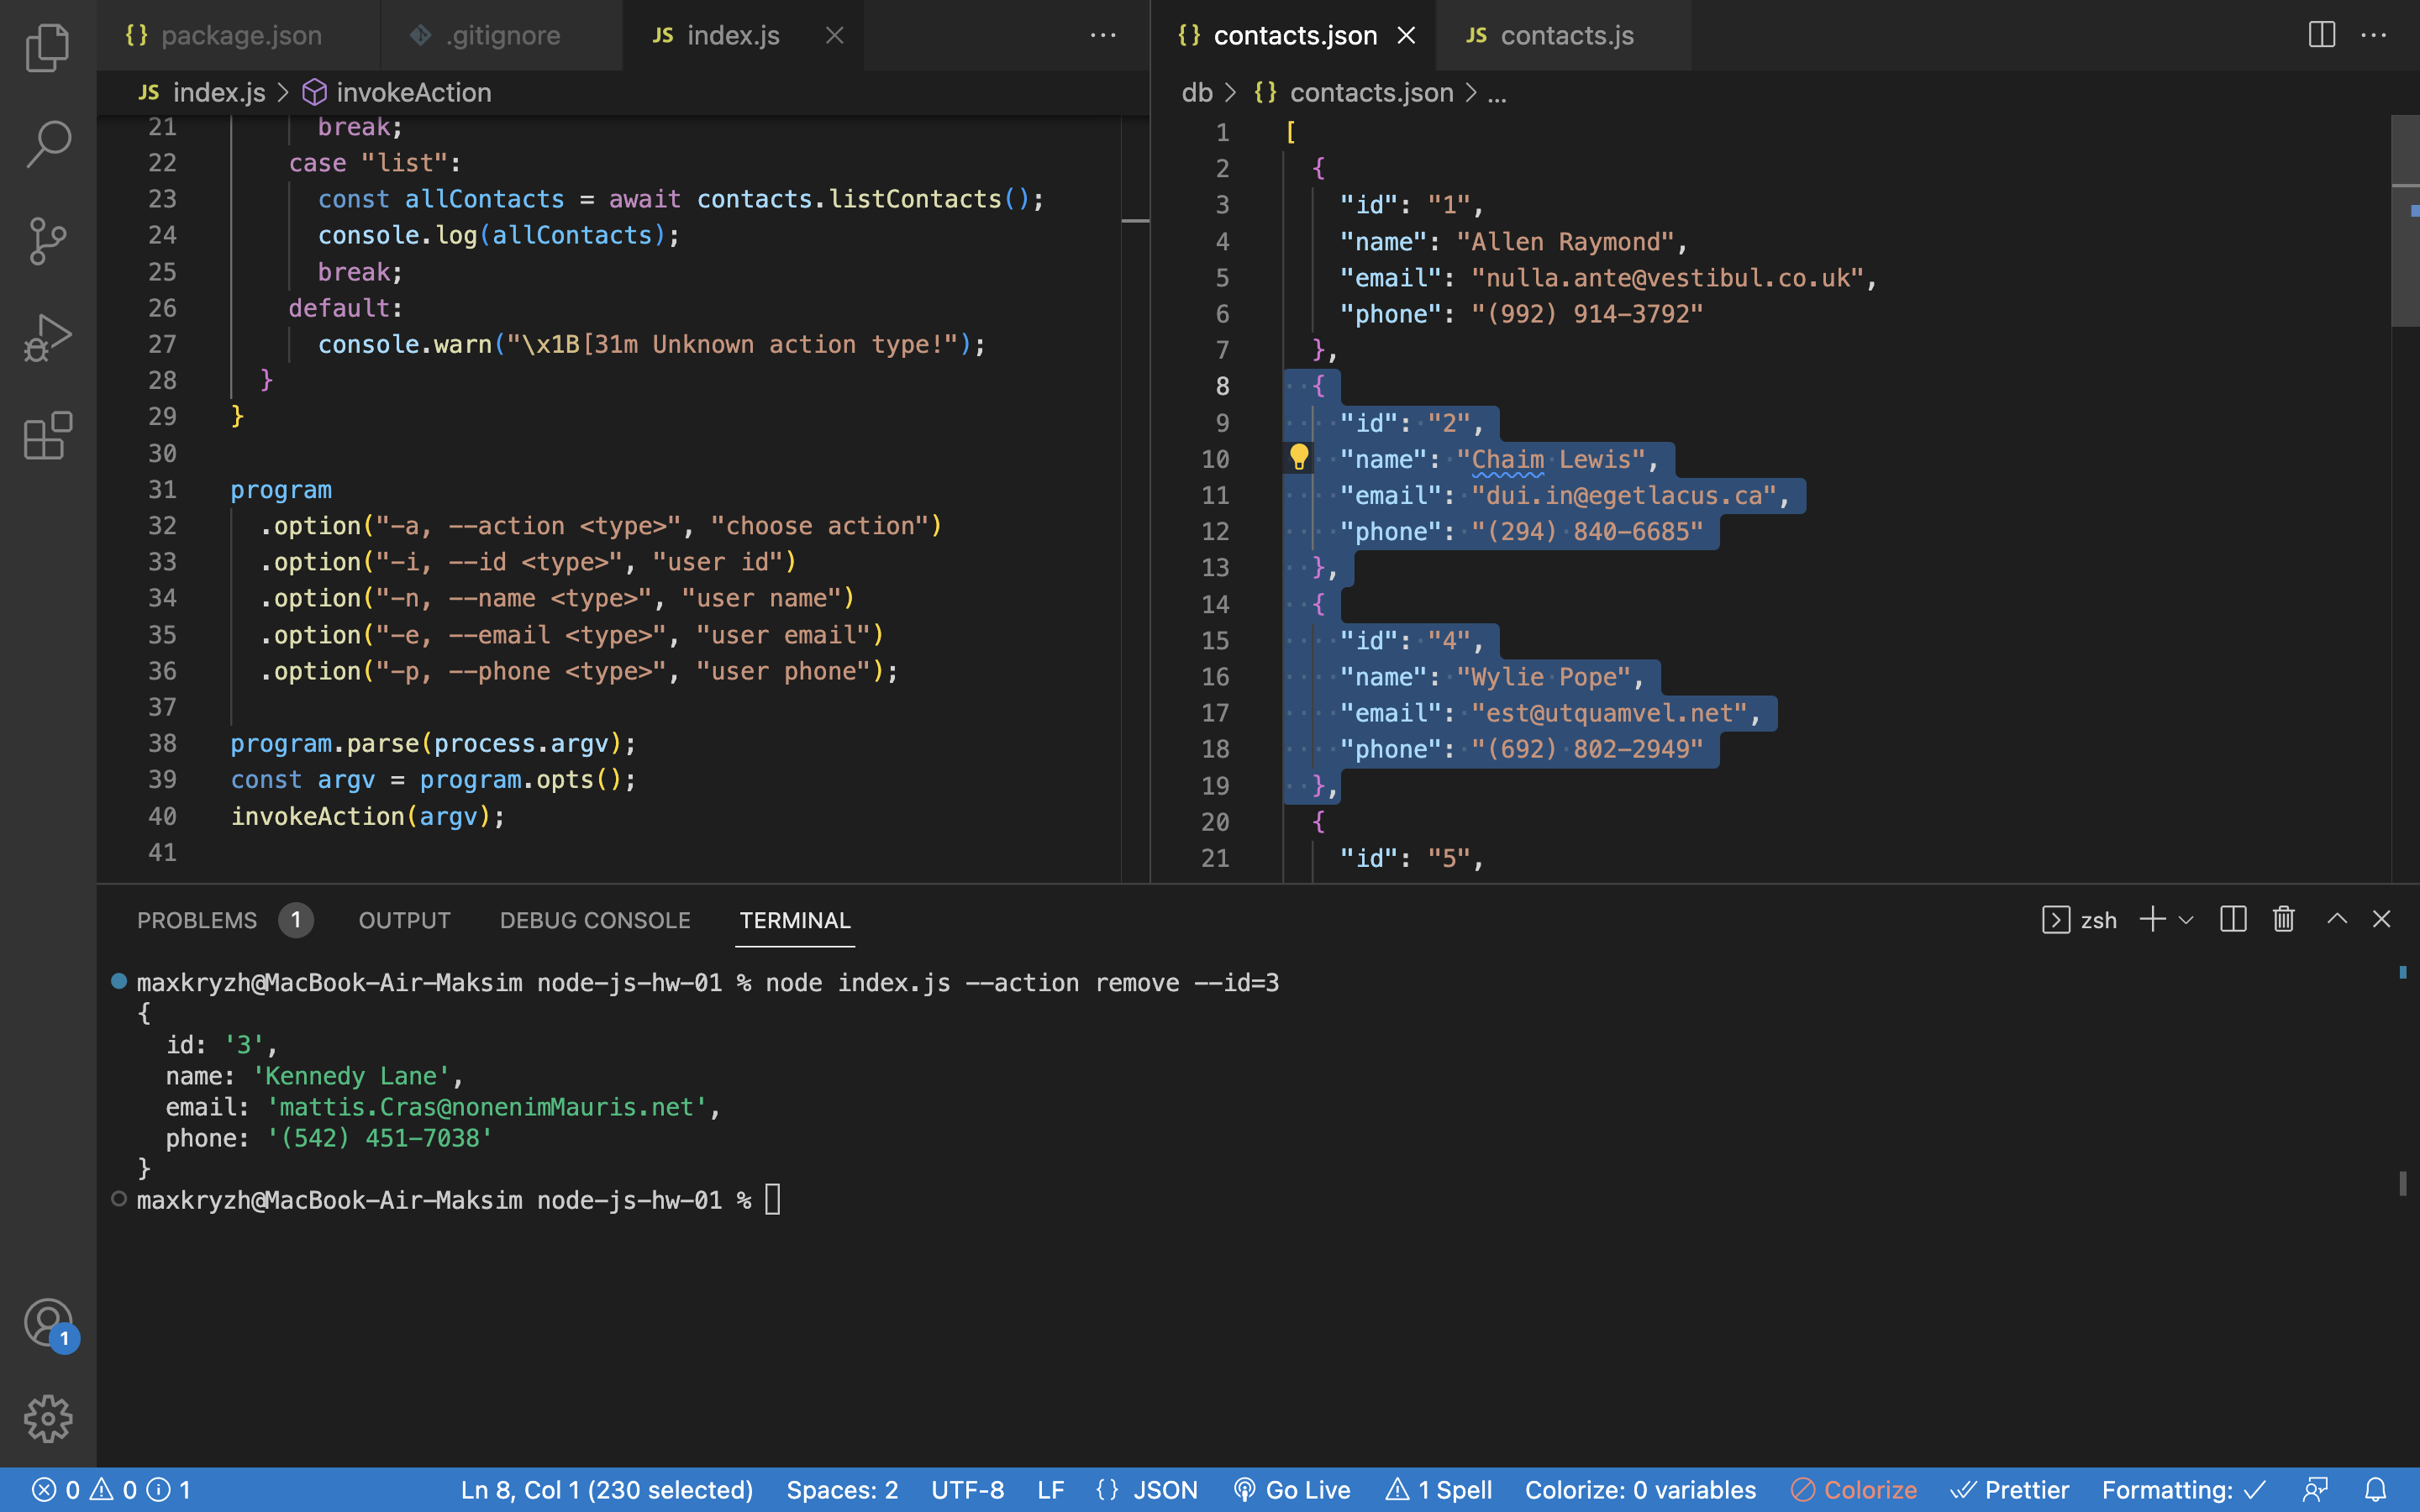 package.json
.gitignore
JS index.js
contacts.json
JS contacts.js
JS index.js > invokeAction
21 break;
22 case "list":
23 const allContacts = await contacts.listContacts();
24 console.log(allContacts);
25 break;
26 default:
27 console.warn("\x1B[31m Unknown action type!");
28 }
29 }
30
31 program
32 .option("-a, --action <type>", "choose action")
33 .option("-i, --id <type>", "user id")
34 .option("-n, --name <type>", "user name")
35 .option("-e, --email <type>", "user email")
36 .option("-p, --phone <type>", "user phone");
37
38 program.parse(process.argv);
39 const argv = program.opts();
40 invokeAction(argv);
41
db > {} contacts.json > ...
1 [
2 {
3 "id": "1",
4 "name": "Allen Raymond",
5 "email": "nulla.ante@vestibul.co.uk",
6 "phone": "(992) 914-3792"
7 },
8 {
9 "id": "2",
10 "name": "Chaim Lewis",
11 "email": "dui.in@egetlacus.ca",
12 "phone": "(294) 840-6685"
13 },
14 {
15 "id": "4",
16 "name": "Wylie Pope",
17 "email": "est@utquamvel.net",
18 "phone": "(692) 802-2949"
19 },
20 {
21 "id": "5",
PROBLEMS 1 OUTPUT DEBUG CONSOLE TERMINAL
zsh
maxkryzh@MacBook-Air-Maksim node-js-hw-01 % node index.js --action remove --id=3
{
id: '3',
name: 'Kennedy Lane',
email: 'mattis.Cras@nonenimMauris.net',
phone: '(542) 451-7038'
}
maxkryzh@MacBook-Air-Maksim node-js-hw-01 %
1
0 0 1 Ln 8, Col 1 (230 selected) Spaces: 2 UTF-8 LF {} JSON Go Live 1 Spell Colorize: 0 variables Colorize Prettier Formatting: